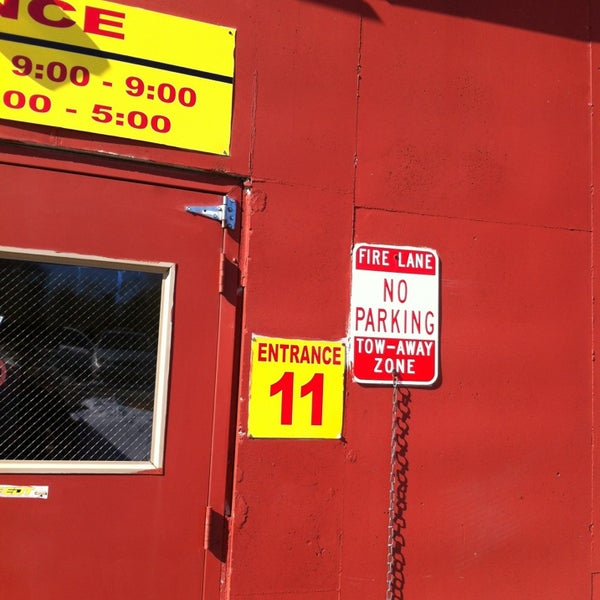 NCE
9:00 - 9:00
00 - 5:00
FIRE LANE
NO
PARKING
TOW-AWAY
ZONE
ENTRANCE
11